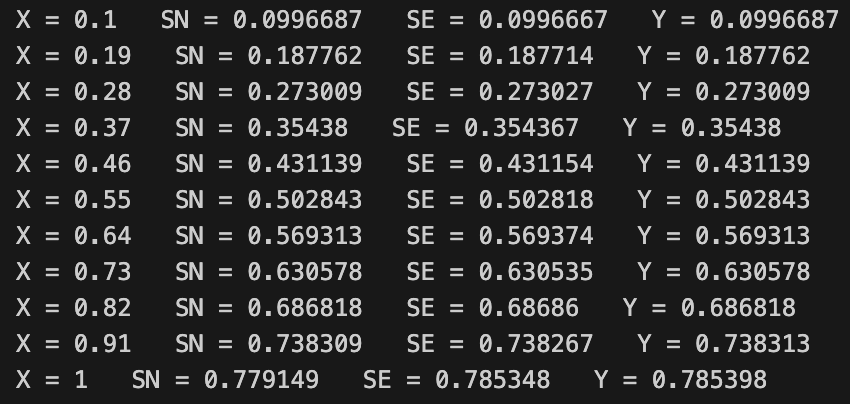 X = 0.1   SN = 0.0996687   SE = 0.0996667   Y = 0.0996687
X = 0.19   SN = 0.187762   SE = 0.187714   Y = 0.187762
X = 0.28   SN = 0.273009   SE = 0.273027   Y = 0.273009
X = 0.37   SN = 0.35438   SE = 0.354367   Y = 0.35438
X = 0.46   SN = 0.431139   SE = 0.431154   Y = 0.431139
X = 0.55   SN = 0.502843   SE = 0.502818   Y = 0.502843
X = 0.64   SN = 0.569313   SE = 0.569374   Y = 0.569313
X = 0.73   SN = 0.630578   SE = 0.630535   Y = 0.630578
X = 0.82   SN = 0.686818   SE = 0.68686   Y = 0.686818
X = 0.91   SN = 0.738309   SE = 0.738267   Y = 0.738313
X = 1   SN = 0.779149   SE = 0.785348   Y = 0.785398